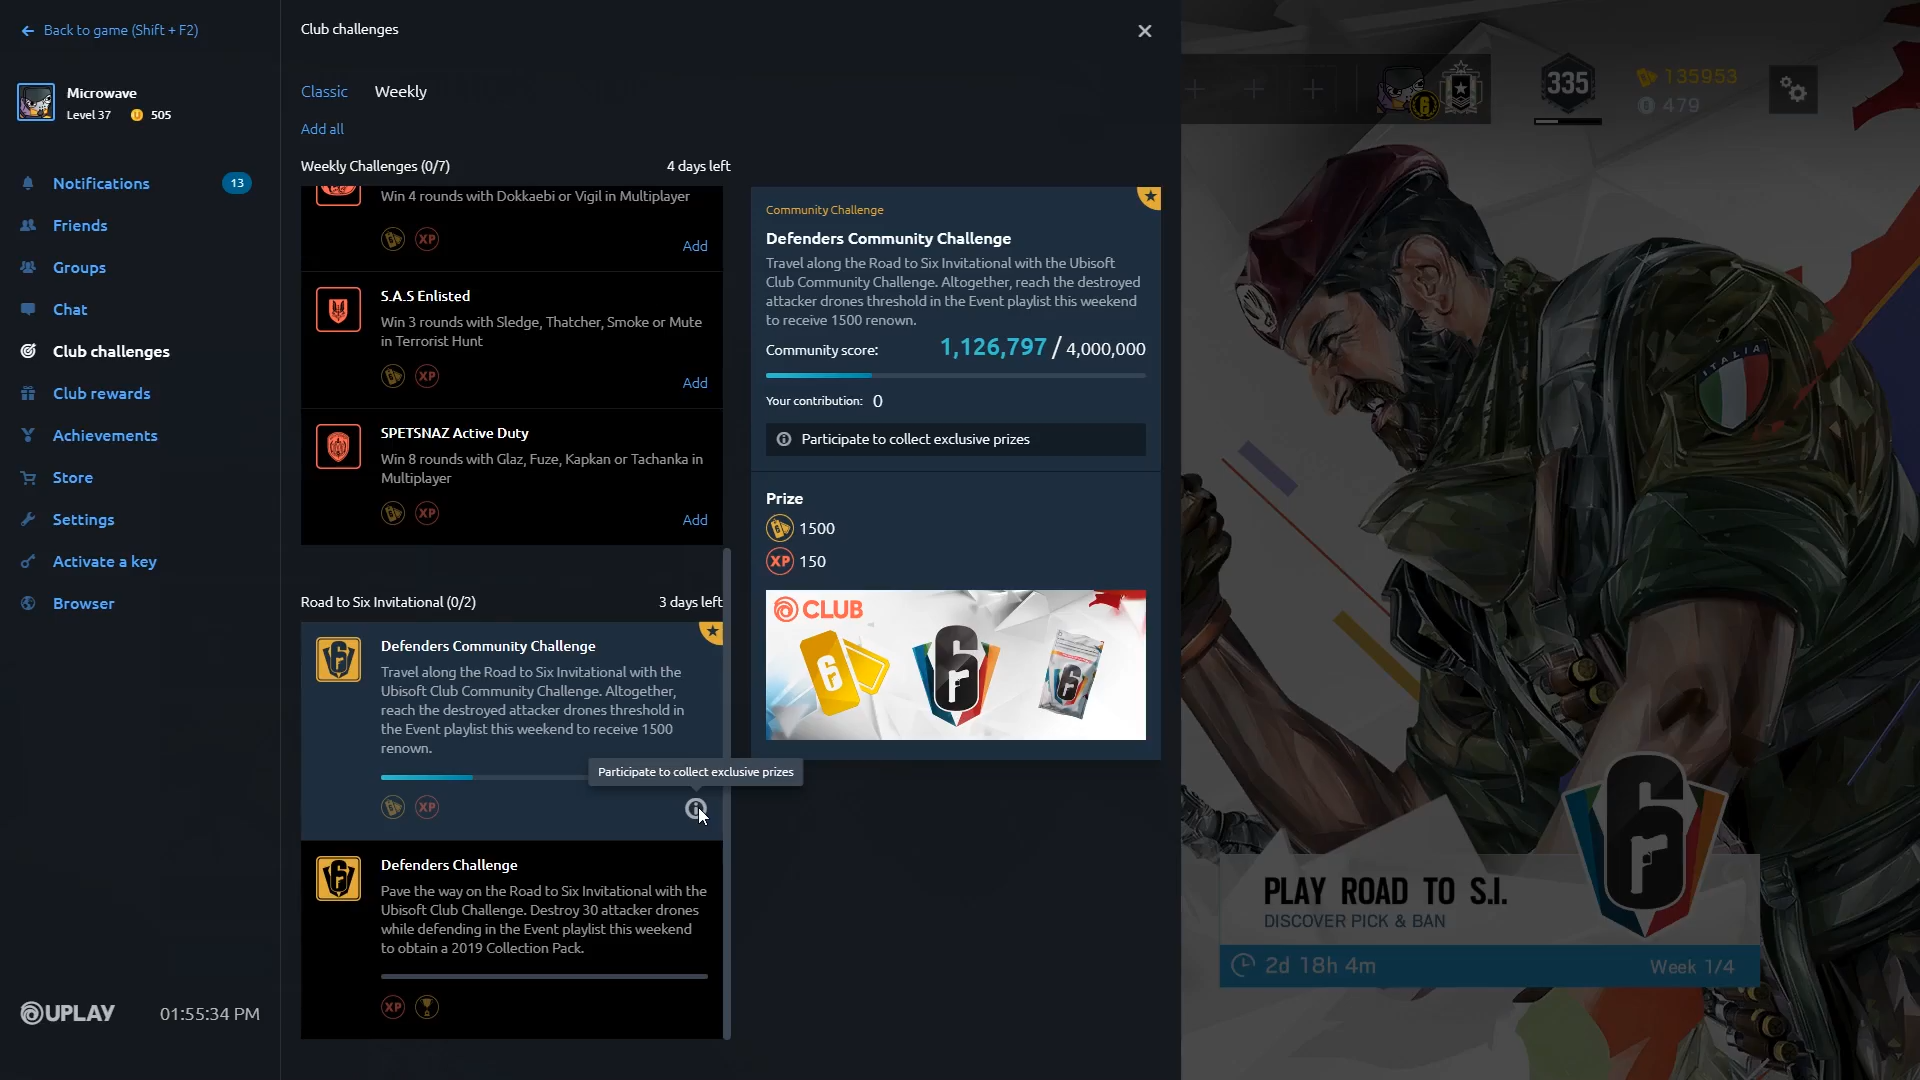 Back to game (Shift + F2)
Microwave
Level 37 505
Notifications 13
Friends
Groups
Chat
Club challenges
Club rewards
Achievements
Store
Settings
Activate a key
Browser
UPLAY 01:55:34 PM
Club challenges
Classic Weekly
Add all
Weekly Challenges (0/7) 4 days left
Win 4 rounds with Dokkaebi or Vigil in Multiplayer
XP
Add
S.A.S Enlisted
Win 3 rounds with Sledge, Thatcher, Smoke or Mute
in Terrorist Hunt
XP
Add
SPETSNAZ Active Duty
Win 8 rounds with Glaz, Fuze, Kapkan or Tachanka in
Multiplayer
XP
Add
Road to Six Invitational (0/2) 3 days left
Defenders Community Challenge
Travel along the Road to Six Invitational with the
Ubisoft Club Community Challenge. Altogether,
reach the destroyed attacker drones threshold in
the Event playlist this weekend to receive 1500
renown.
Participate to collect exclusive prizes
XP
Defenders Challenge
Pave the way on the Road to Six Invitational with the
Ubisoft Club Challenge. Destroy 30 attacker drones
while defending in the Event playlist this weekend
to obtain a 2019 Collection Pack.
XP
Community Challenge
Defenders Community Challenge
Travel along the Road to Six Invitational with the Ubisoft
Club Community Challenge. Altogether, reach the destroyed
attacker drones threshold in the Event playlist this weekend
to receive 1500 renown.
Community score: 1,126,797 / 4,000,000
Your contribution: 0
Participate to collect exclusive prizes
Prize
1500
XP 150
CLUB
6
335
135953
479
ITALIA
PLAY ROAD TO S.I.
DISCOVER PICK & BAN
2d 18h 4m Week 1/4